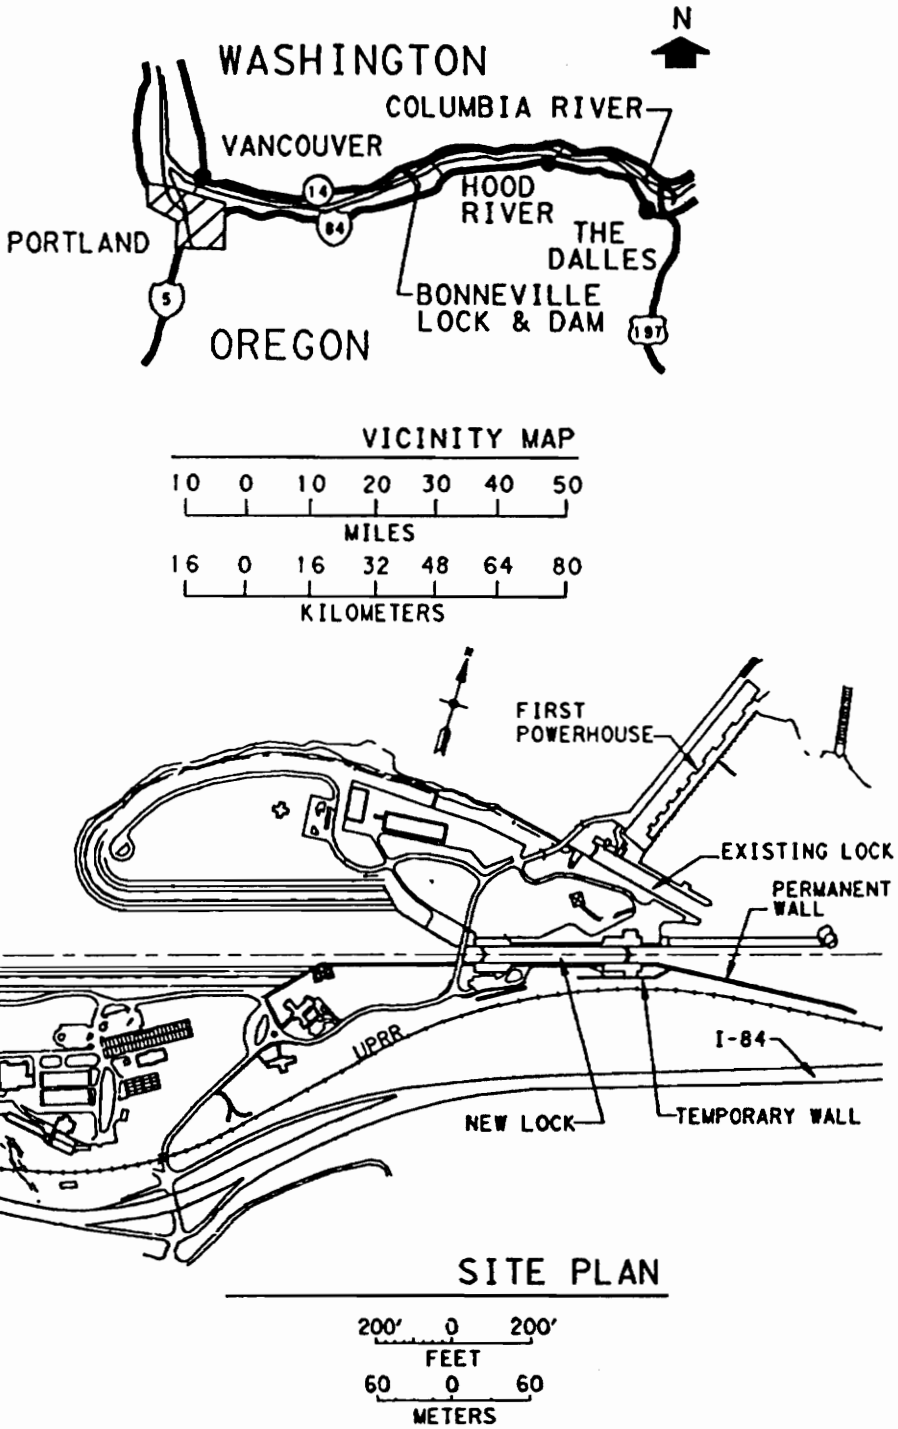 N
WASHINGTON
COLUMBIA RIVER
VANCOUVER
14
HOOD
RIVER
84
PORTLAND
THE
DALLES
5
BONNEVILLE
LOCK & DAM
197
OREGON
VICINITY MAP
10 0 10 20 30 40 50
MILES
16 0 16 32 48 64 80
KILOMETERS
N
FIRST
POWERHOUSE
EXISTING LOCK
PERMANENT
WALL
UPRR
I-84
NEW LOCK
TEMPORARY WALL
SITE PLAN
200' 0 200'
FEET
60 0 60
METERS